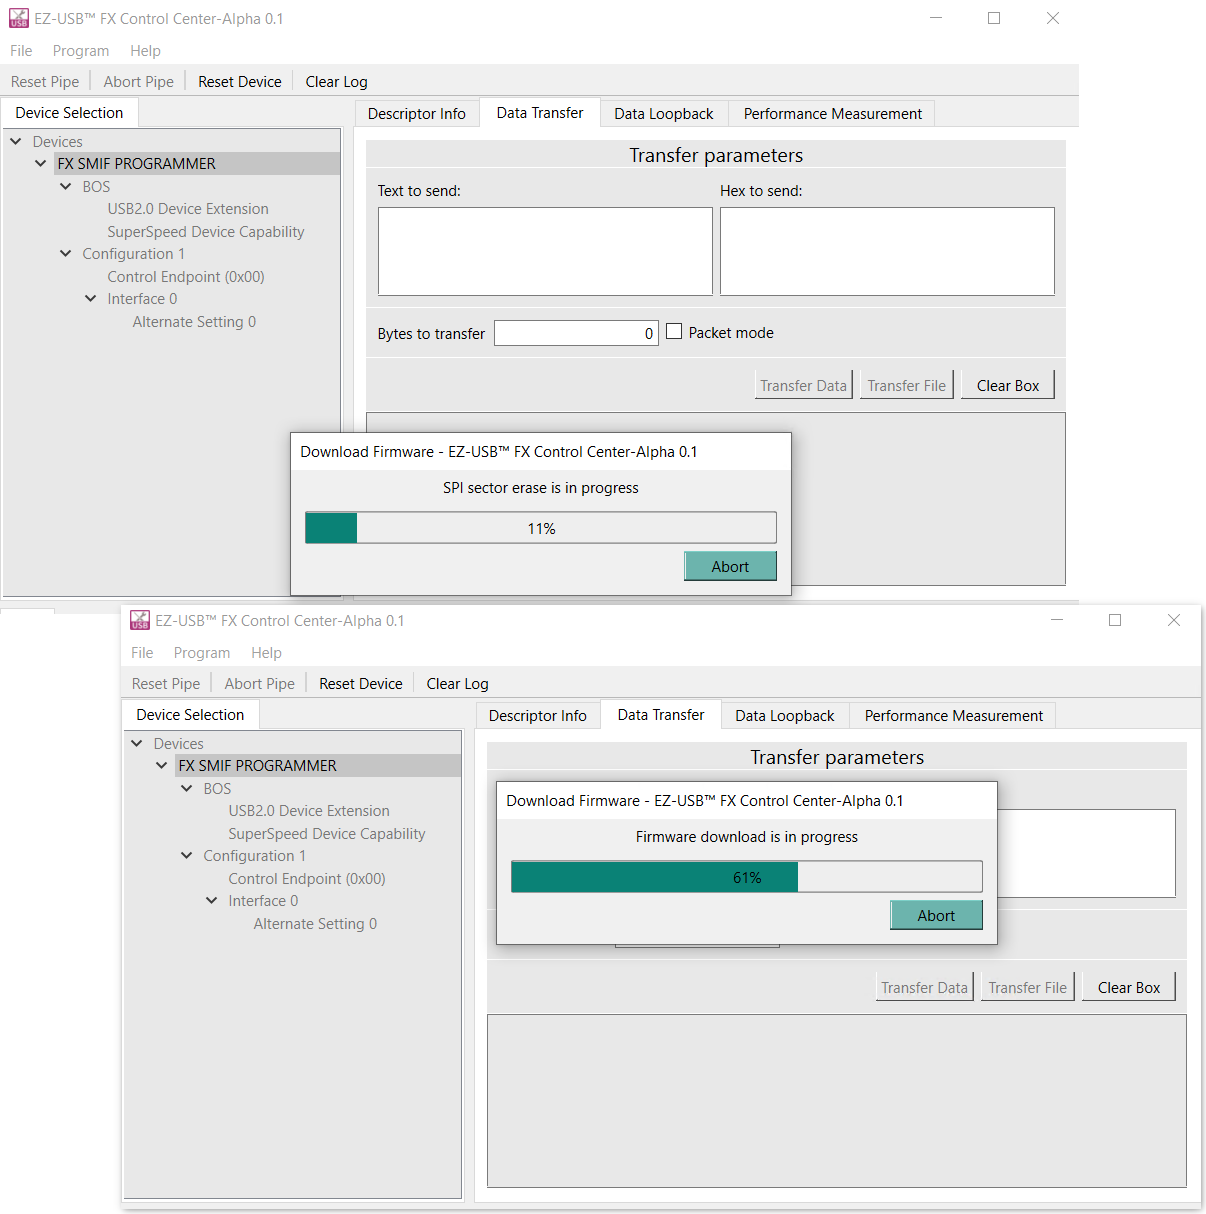 EZ-USB™ FX Control Center-Alpha 0.1
File Program Help
Reset Pipe Abort Pipe Reset Device Clear Log
Device Selection
Devices
FX SMIF PROGRAMMER
BOS
USB2.0 Device Extension
SuperSpeed Device Capability
Configuration 1
Control Endpoint (0x00)
Interface 0
Alternate Setting 0
Descriptor Info Data Transfer Data Loopback Performance Measurement
Transfer parameters
Text to send: Hex to send:
Bytes to transfer 0 Packet mode
Transfer Data Transfer File Clear Box
Download Firmware - EZ-USB™ FX Control Center-Alpha 0.1
SPI sector erase is in progress
11%
Abort
EZ-USB™ FX Control Center-Alpha 0.1
File Program Help
Reset Pipe Abort Pipe Reset Device Clear Log
Device Selection
Devices
FX SMIF PROGRAMMER
BOS
USB2.0 Device Extension
SuperSpeed Device Capability
Configuration 1
Control Endpoint (0x00)
Interface 0
Alternate Setting 0
Descriptor Info Data Transfer Data Loopback Performance Measurement
Transfer parameters
Download Firmware - EZ-USB™ FX Control Center-Alpha 0.1
Firmware download is in progress
61%
Abort
Transfer Data Transfer File Clear Box